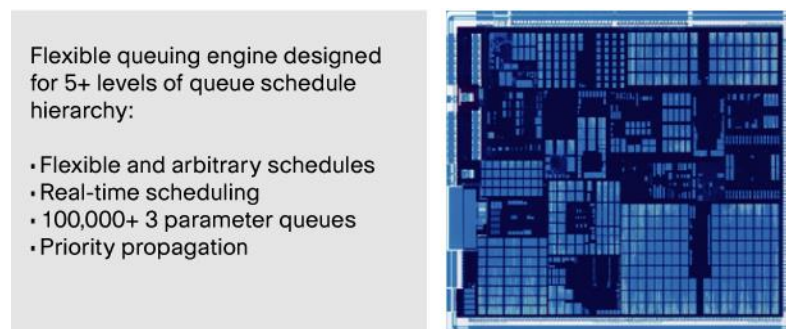 Flexible queuing engine designed
for 5+ levels of queue schedule
hierarchy:
· Flexible and arbitrary schedules
· Real-time scheduling
· 100,000+ 3 parameter queues
· Priority propagation